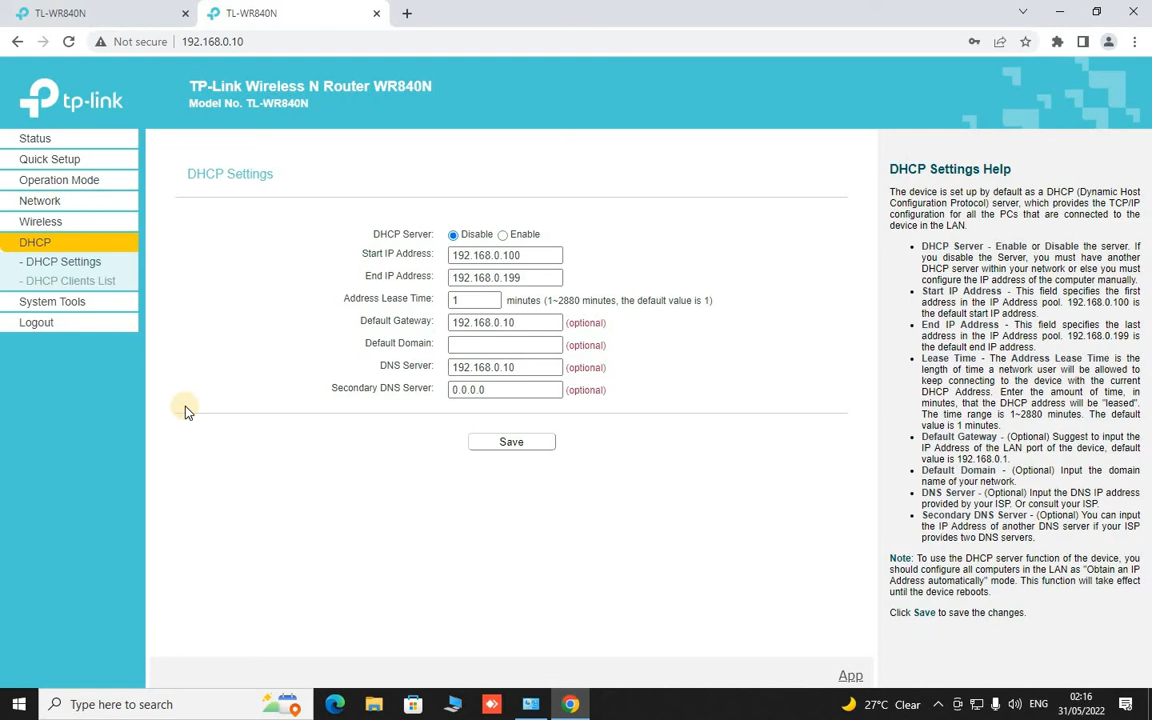 TL-WR840N
TL-WR840N
Not secure
192.168.0.10
tp-link
TP-Link Wireless N Router WR840N
Model No. TL-WR840N
Status
Quick Setup
Operation Mode
Network
Wireless
DHCP
- DHCP Settings
- DHCP Clients List
System Tools
Logout
DHCP Settings
DHCP Server: Disable Enable
Start IP Address: 192.168.0.100
End IP Address: 192.168.0.199
Address Lease Time: 1 minutes (1~2880 minutes, the default value is 1)
Default Gateway: 192.168.0.10 (optional)
Default Domain: (optional)
DNS Server: 192.168.0.10 (optional)
Secondary DNS Server: 0.0.0.0 (optional)
Save
DHCP Settings Help
The device is set up by default as a DHCP (Dynamic Host
Configuration Protocol) server, which provides the TCP/IP
configuration for all the PCs that are connected to the
device in the LAN.
DHCP Server - Enable or Disable the server. If
you disable the Server, you must have another
DHCP server within your network or else you must
configure the IP address of the computer manually.
Start IP Address - This field specifies the first
address in the IP Address pool. 192.168.0.100 is
the default start IP address.
End IP Address - This field specifies the last
address in the IP Address pool. 192.168.0.199 is
the default end IP address.
Lease Time - The Address Lease Time is the
length of time a network user will be allowed to
keep connecting to the device with the current
DHCP Address. Enter the amount of time, in
minutes, that the DHCP address will be "leased".
The time range is 1~2880 minutes. The default
value is 1 minutes.
Default Gateway - (Optional) Suggest to input the
IP Address of the LAN port of the device, default
value is 192.168.0.1.
Default Domain - (Optional) Input the domain
name of your network.
DNS Server - (Optional) Input the DNS IP address
provided by your ISP. Or consult your ISP.
Secondary DNS Server - (Optional) You can input
the IP Address of another DNS server if your ISP
provides two DNS servers.
Note: To use the DHCP server function of the device, you
should configure all computers in the LAN as "Obtain an IP
Address automatically" mode. This function will take effect
until the device reboots.
Click Save to save the changes.
App
Type here to search
27°C Clear
ENG
02:16
31/05/2022